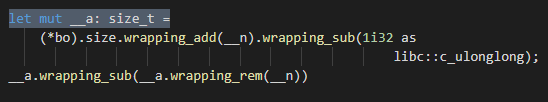 let mut __a: size_t =
(*bo).size.wrapping_add(__n).wrapping_sub(1i32 as
libc::c_ulonglong);
__a.wrapping_sub(__a.wrapping_rem(__n))